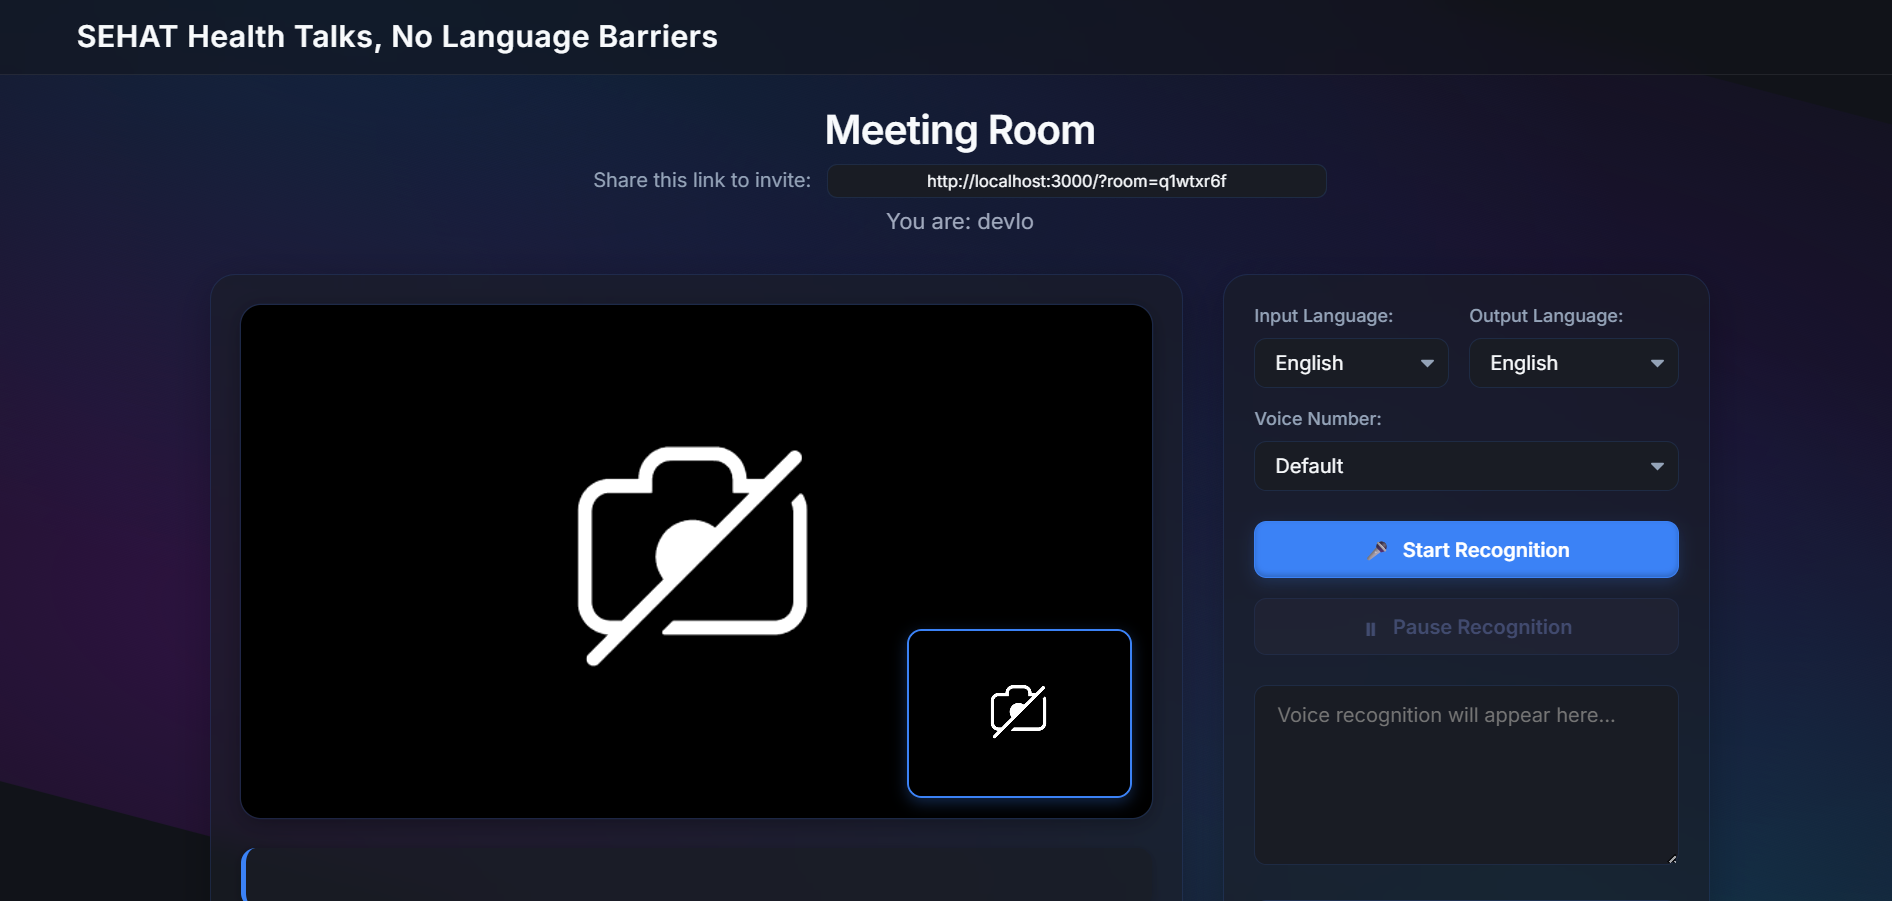 SEHAT Health Talks, No Language Barriers
Meeting Room
Share this link to invite: http://localhost:3000/?room=q1wtxr6f
You are: devlo
Input Language: Output Language:
English English
Voice Number:
Default
Start Recognition
Pause Recognition
Voice recognition will appear here...